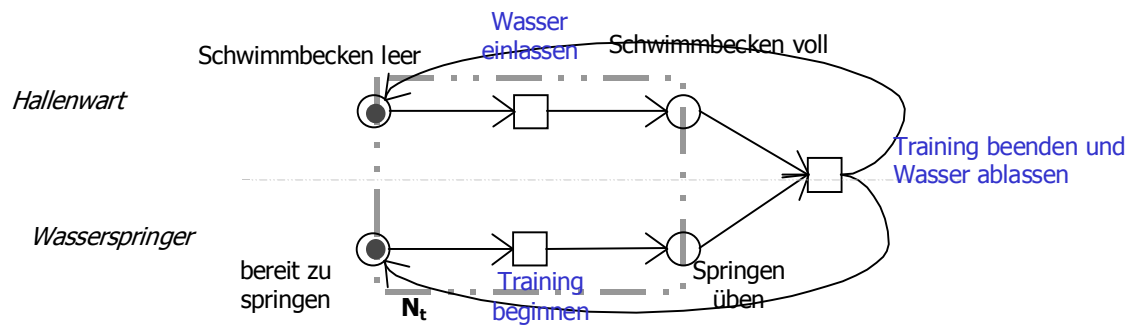 Wasser
einlassen
Schwimmbecken leer
Schwimmbecken voll
Hallenwart
Training beenden und
Wasser ablassen
Wasserspringer
bereit zu
springen
Training
beginnen
Springen
üben
Nt